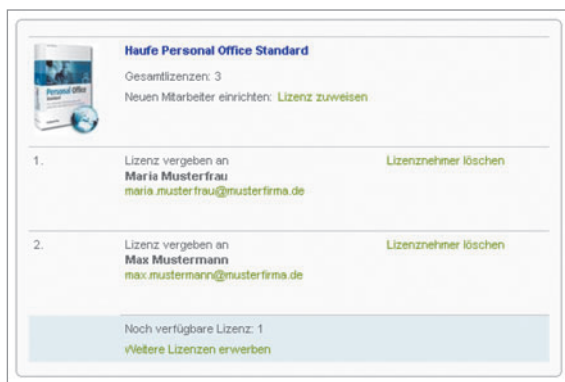 Haufe Personal Office Standard
Gesamtlizenzen: 3
Neuen Mitarbeiter einrichten: Lizenz zuweisen
Personal Office
1. Lizenz vergeben an Lizenznehmer löschen
Maria Musterfrau
maria.musterfrau@musterfirma.de
2. Lizenz vergeben an Lizenznehmer löschen
Max Mustermann
max.mustermann@musterfirma.de
Noch verfügbare Lizenz: 1
Weitere Lizenzen erwerben